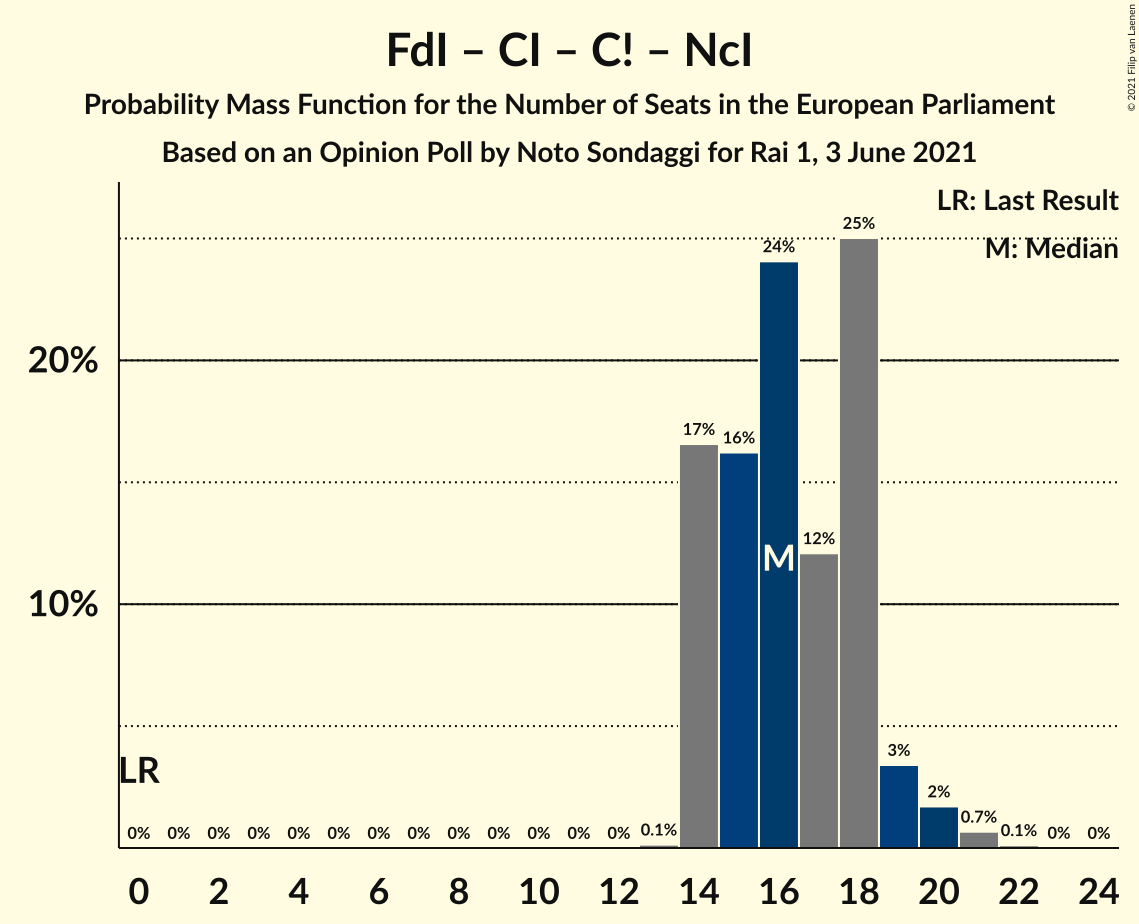 FdI – CI – C! – NcI
Probability Mass Function for the Number of Seats in the European Parliament
Based on an Opinion Poll by Noto Sondaggi for Rai 1, 3 June 2021
© 2021 Filip van Laenen
LR: Last Result
M: Median
25%
24%
20%
17%
16%
12%
M
10%
LR
3%
2%
0% 0% 0% 0% 0% 0% 0% 0% 0% 0% 0% 0% 0% 0.1% 0.7% 0.1% 0% 0%
0 2 4 6 8 10 12 14 16 18 20 22 24